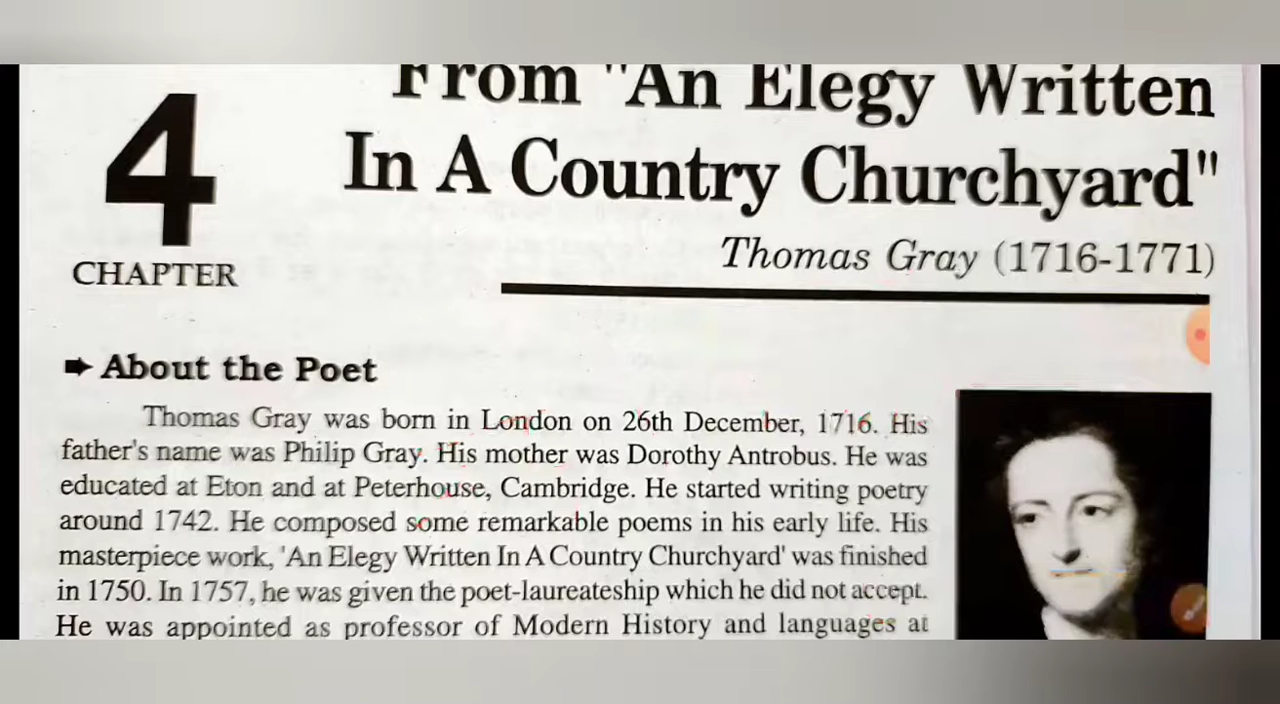 From "An Elegy Written
In A Country Churchyard"
4
CHAPTER
Thomas Gray (1716-1771)
➡ About the Poet
Thomas Gray was born in London on 26th December, 1716. His
father's name was Philip Gray. His mother was Dorothy Antrobus. He was
educated at Eton and at Peterhouse, Cambridge. He started writing poetry
around 1742. He composed some remarkable poems in his early life. His
masterpiece work, 'An Elegy Written In A Country Churchyard' was finished
in 1750. In 1757, he was given the poet-laureateship which he did not accept.
He was appointed as professor of Modern History and languages at